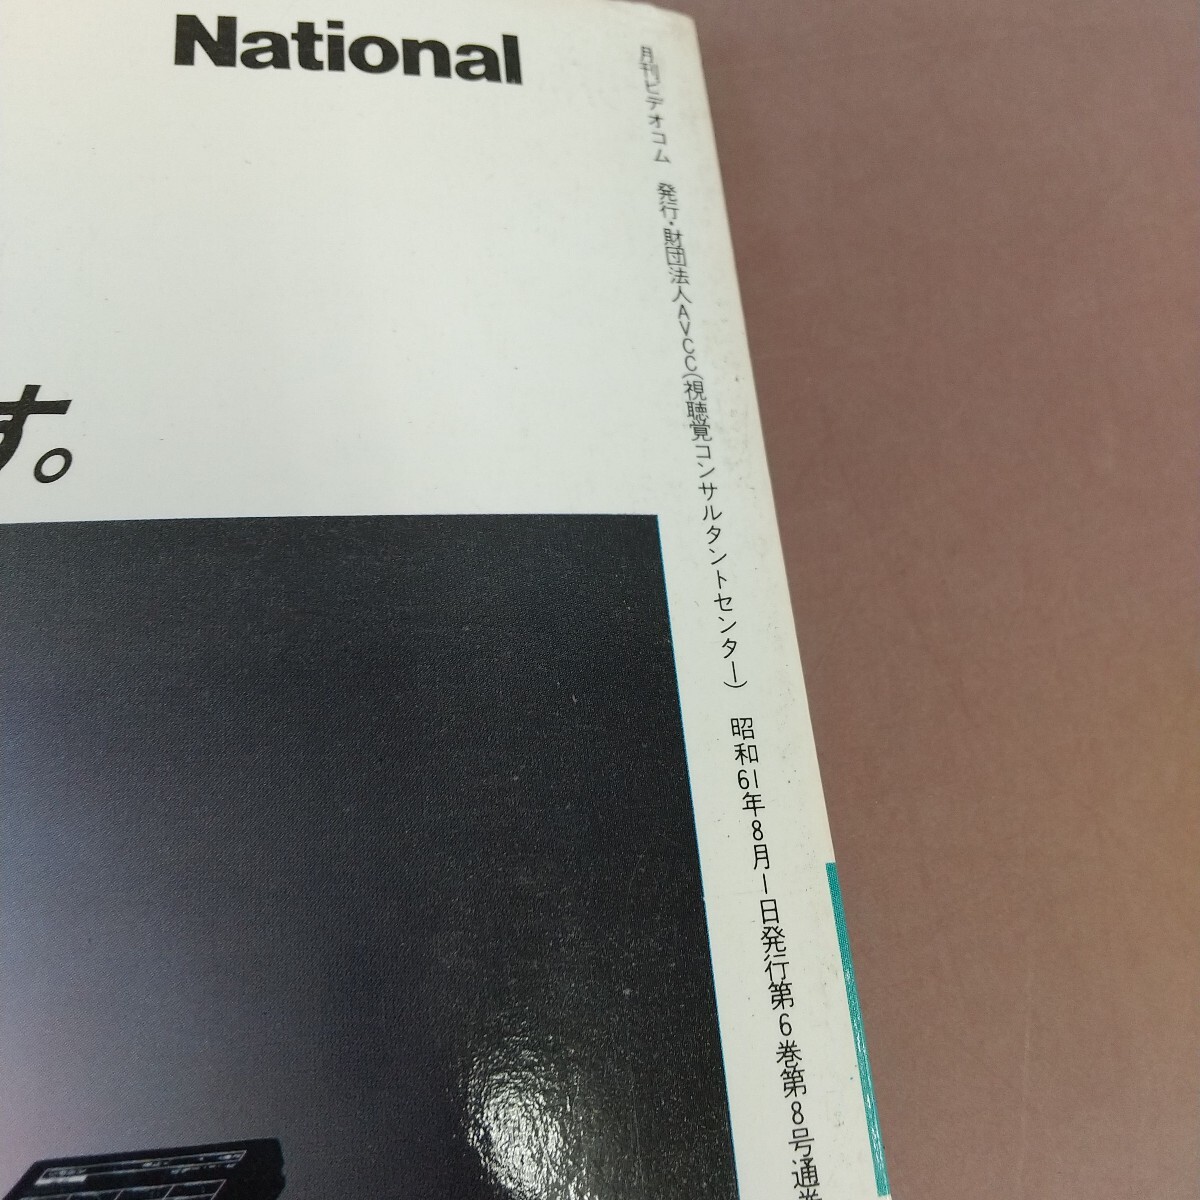 National
す。
月刊ビデオコム 発行・財団法人AVCC(視聴覚コンサルタントセンター) 昭和61年8月1日発行第6巻第8号通巻